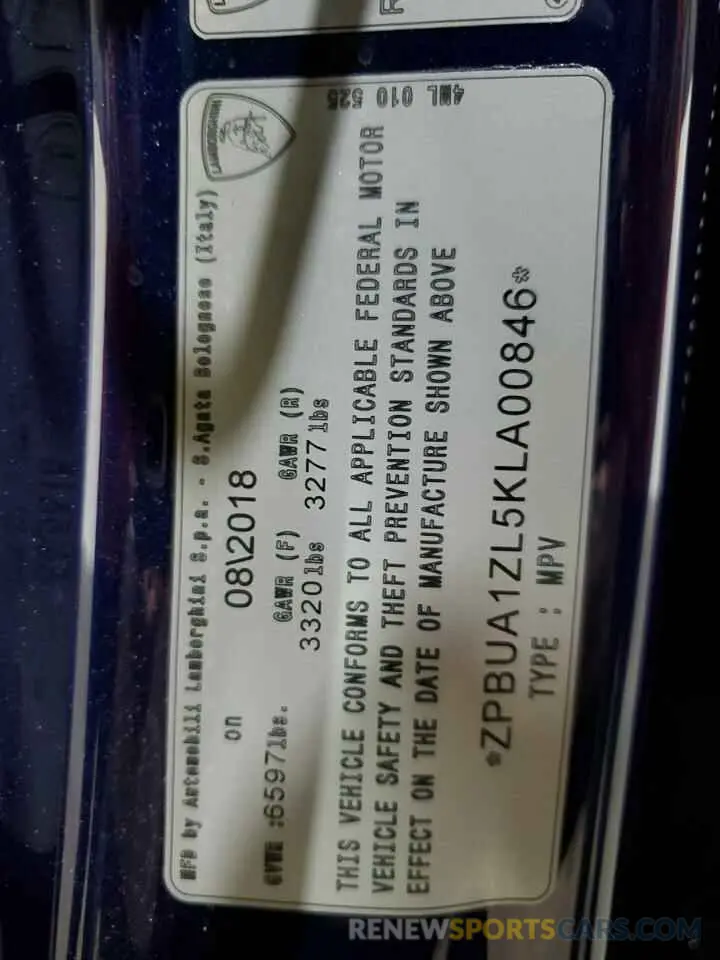 LAMBORGHINI
4ML 010 525
MFD by Automobili Lamborghini S.p.a. - S.Agata Bolognese (Italy)
on 08\2018
GVWR :6597lbs. GAWR (F) GAWR (R)
3320lbs 3277lbs
THIS VEHICLE CONFORMS TO ALL APPLICABLE FEDERAL MOTOR
VEHICLE SAFETY AND THEFT PREVENTION STANDARDS IN
EFFECT ON THE DATE OF MANUFACTURE SHOWN ABOVE
*ZPBUA1ZL5KLA00846*
TYPE : MPV
RENEWSPORTSCARS.COM